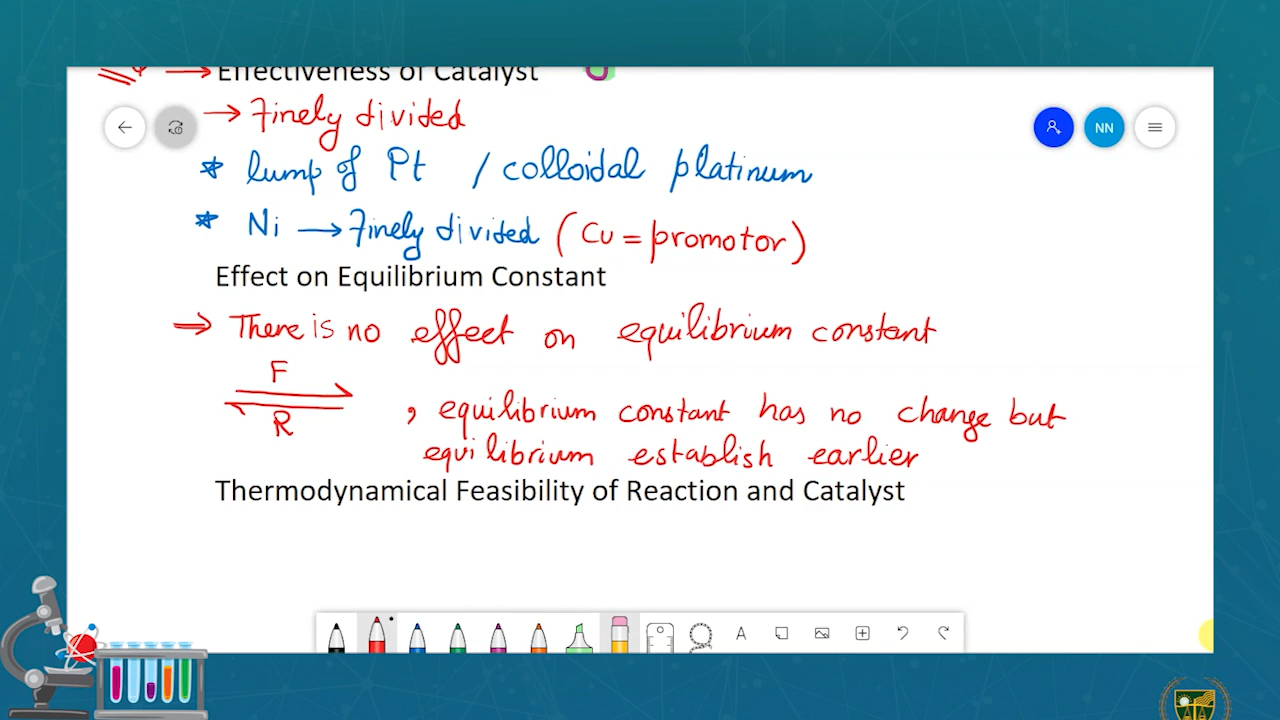 → Effectiveness of Catalyst
→ Finely divided
* lump of Pt / colloidal platinum
* Ni → Finely divided (Cu = promotor)
Effect on Equilibrium Constant
⇒ There is no effect on equilibrium constant
F
R
, equilibrium constant has no change but
equilibrium establish earlier
Thermodynamical Feasibility of Reaction and Catalyst
NN
A